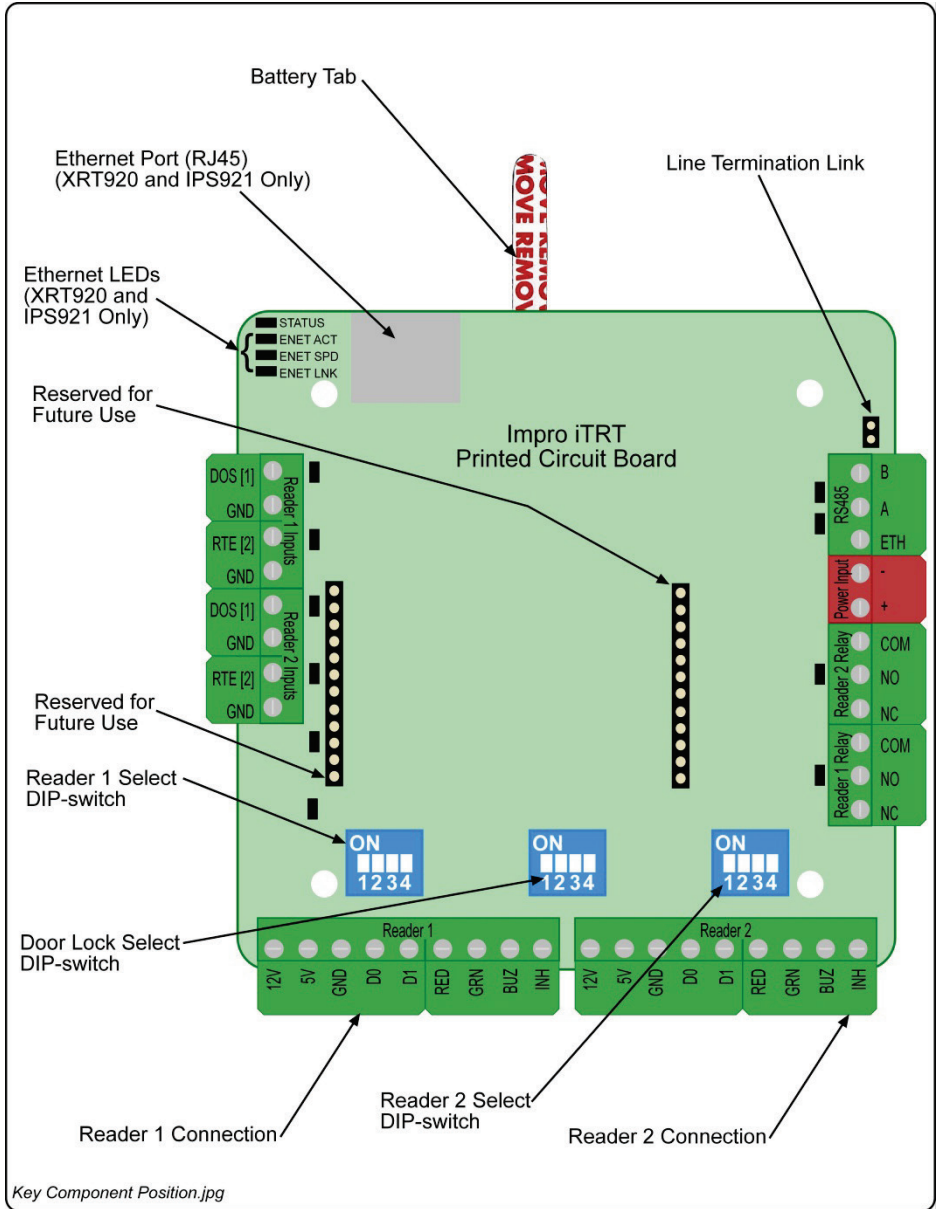 Battery Tab
Ethernet Port (RJ45)
(XRT920 and IPS921 Only)
Line Termination Link
MOVE REMOV
MOVE REMOV
Ethernet LEDs
(XRT920 and
IPS921 Only)
STATUS
ENET ACT
ENET SPD
ENET LNK
Reserved for
Future Use
Impro iTRT
Printed Circuit Board
DOS [1]
GND
RTE [2]
GND
Reader 1 Inputs
DOS [1]
GND
RTE [2]
GND
Reader 2 Inputs
RS485
B
A
ETH
Power Input
-
+
Reader 2 Relay
COM
NO
NC
Reader 1 Relay
COM
NO
NC
Reserved for
Future Use
Reader 1 Select
DIP-switch
ON
1234
ON
1234
ON
1234
Door Lock Select
DIP-switch
Reader 1
12V
5V
GND
D0
D1
RED
GRN
BUZ
INH
Reader 2
12V
5V
GND
D0
D1
RED
GRN
BUZ
INH
Reader 2 Select
DIP-switch
Reader 1 Connection
Reader 2 Connection
Key Component Position.jpg